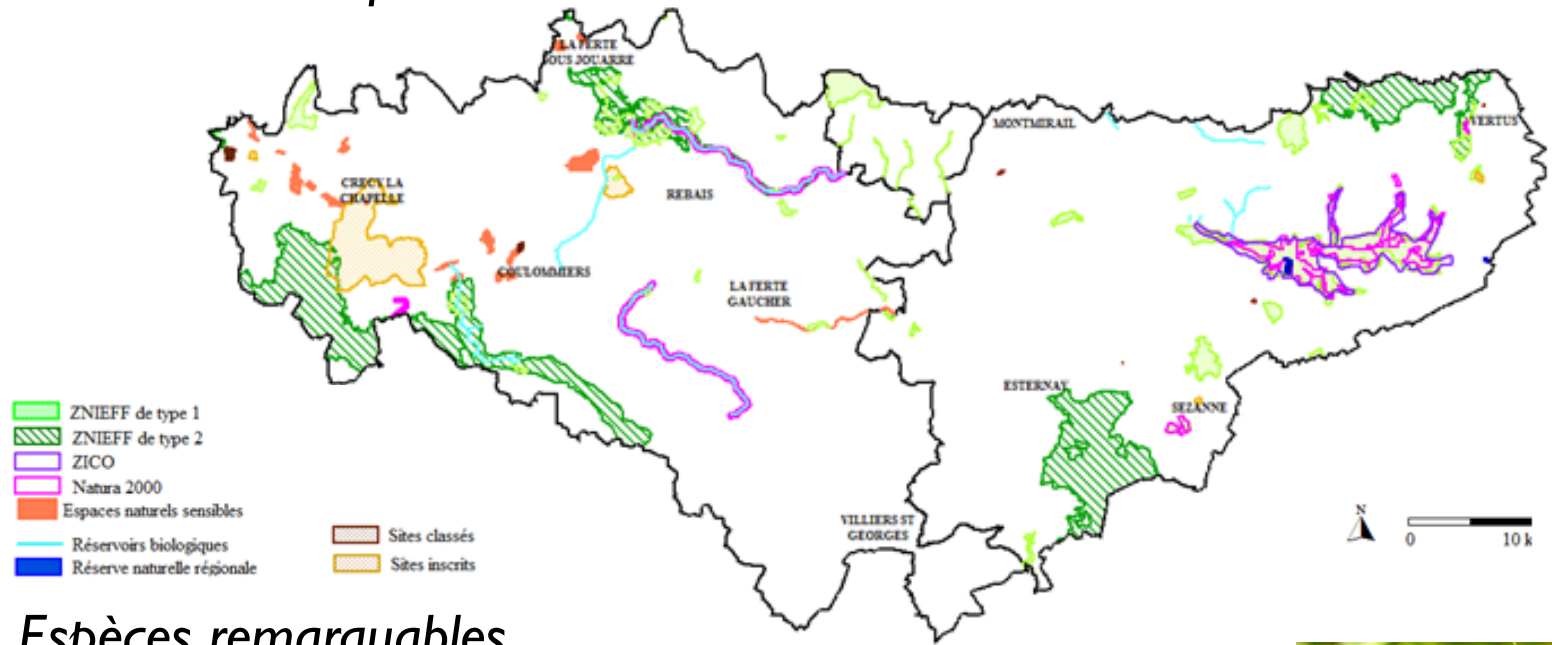 LA FERTE
SOUS JOUARRE
MONTMIRAIL
VERTUS
CRECY LA
CHAPELLE
REBAIS
COULOMMIERS
LA FERTE
GAUCHER
ESTERNAY
SEZANNE
VILLIERS ST
GEORGES
ZNIEFF de type 1
ZNIEFF de type 2
ZICO
Natura 2000
Espaces naturels sensibles
Réservoirs biologiques
Réserve naturelle régionale
Sites classés
Sites inscrits
N
0 10 k
Espèces remarquables